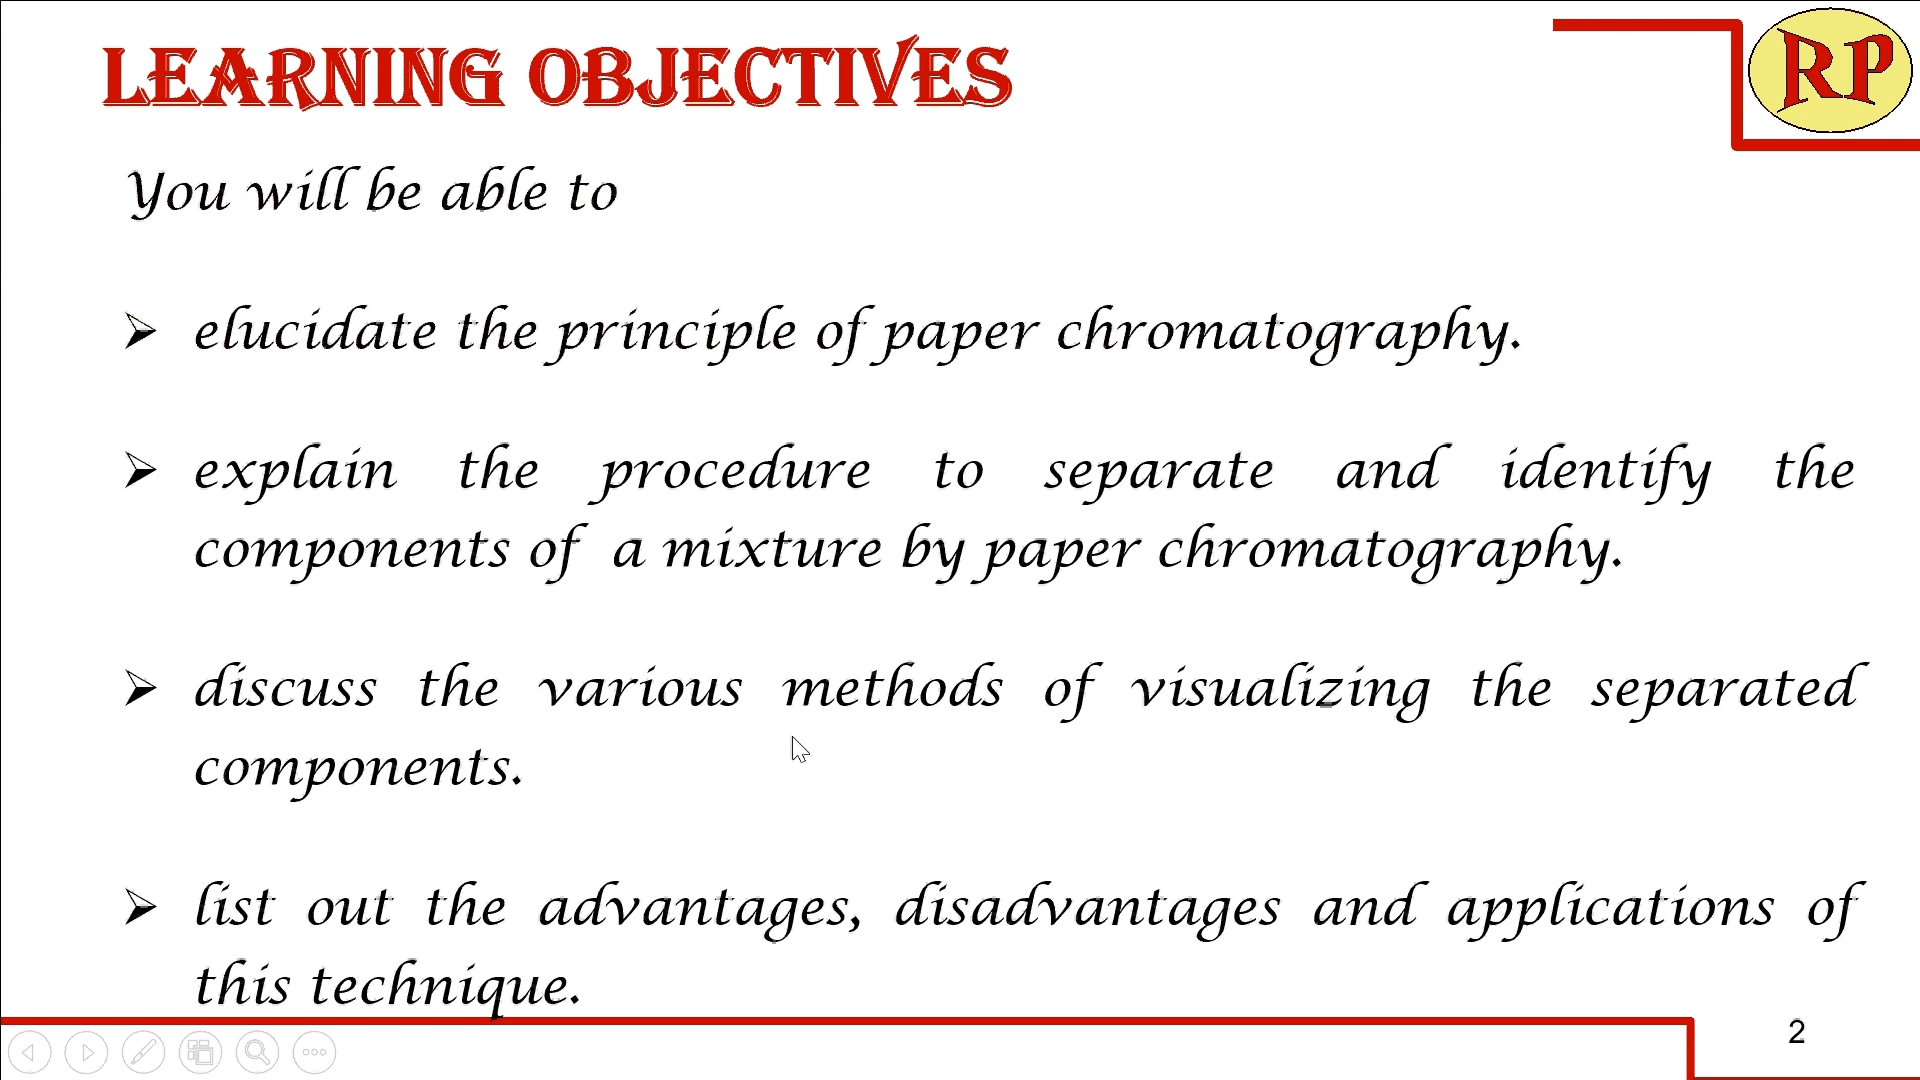 LEARNING OBJECTIVES
RP
You will be able to
➢ elucidate the principle of paper chromatography.
➢ explain the procedure to separate and identify the
components of a mixture by paper chromatography.
➢ discuss the various methods of visualizing the separated
components.
➢ list out the advantages, disadvantages and applications of
this technique.
2